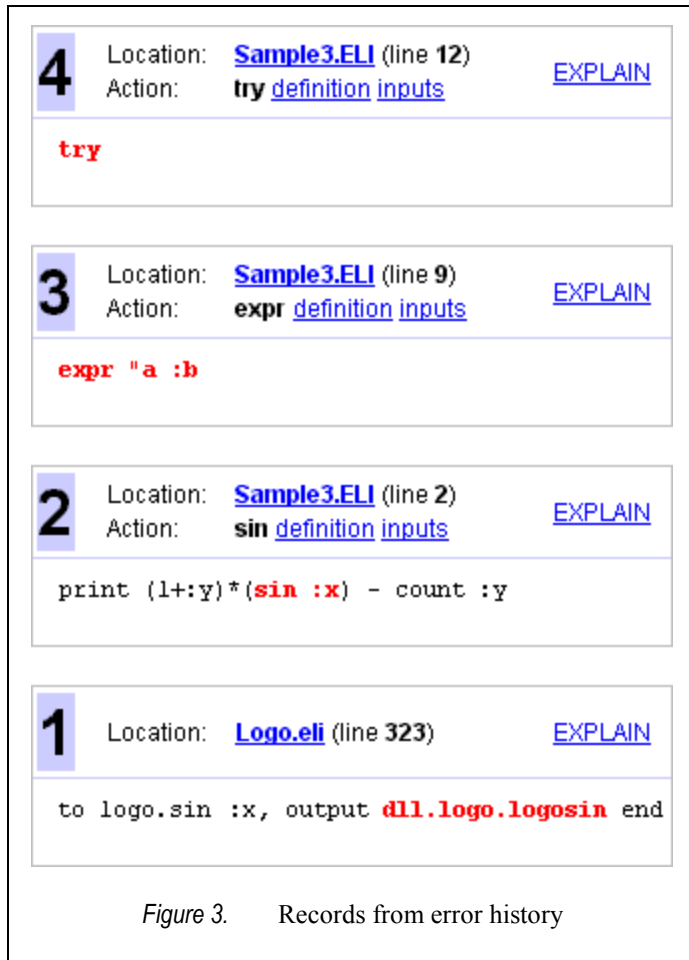 4 Location: Sample3.ELI (line 12) EXPLAIN
Action: try definition inputs
try
3 Location: Sample3.ELI (line 9) EXPLAIN
Action: expr definition inputs
expr "a :b
2 Location: Sample3.ELI (line 2) EXPLAIN
Action: sin definition inputs
print (1+:y)*(sin :x) - count :y
1 Location: Logo.eli (line 323) EXPLAIN
to logo.sin :x, output dll.logo.logosin end
Figure 3. Records from error history